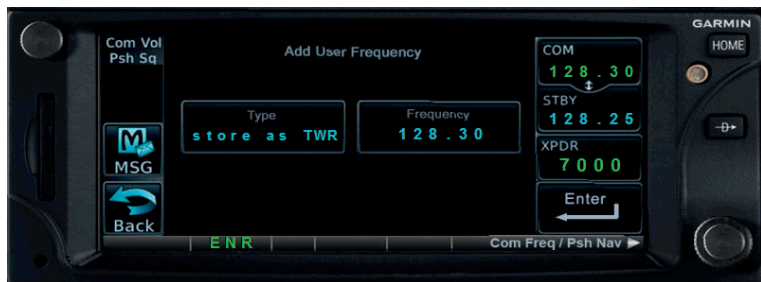 GARMIN
HOME
Com Vol
Psh Sq
Add User Frequency
COM
128.30
STBY
128.25
Type
store as TWR
Frequency
128.30
XPDR
7000
MSG
Enter
Back
ENR
Com Freq / Psh Nav
D